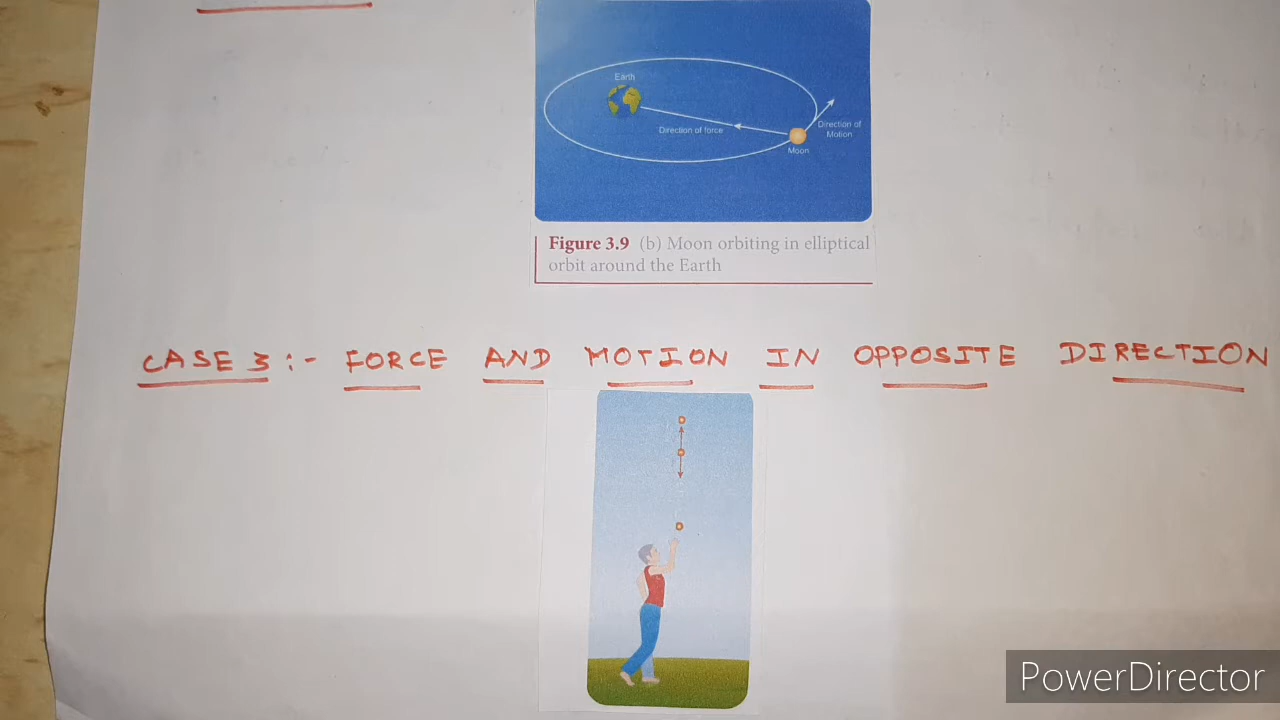 Earth
Direction of force
Direction of
Motion
Moon
Figure 3.9 (b) Moon orbiting in elliptical
orbit around the Earth
CASE 3 :- FORCE AND MOTION IN OPPOSITE DIRECTION
PowerDirector